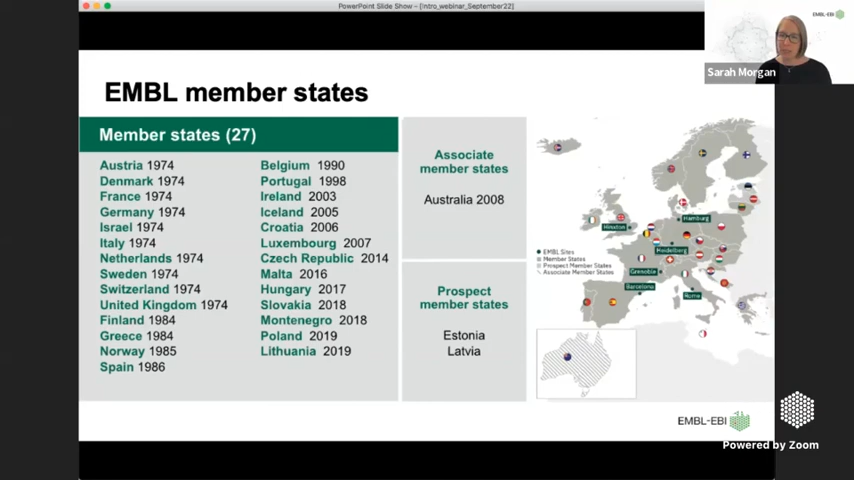 PowerPoint Slide Show - [Intro_webinar_September22]
EMBL-EBI
Sarah Morgan
EMBL member states
Member states (27)
Austria 1974
Denmark 1974
France 1974
Germany 1974
Israel 1974
Italy 1974
Netherlands 1974
Sweden 1974
Switzerland 1974
United Kingdom 1974
Finland 1984
Greece 1984
Norway 1985
Spain 1986
Belgium 1990
Portugal 1998
Ireland 2003
Iceland 2005
Croatia 2006
Luxembourg 2007
Czech Republic 2014
Malta 2016
Hungary 2017
Slovakia 2018
Montenegro 2018
Poland 2019
Lithuania 2019
Associate
member states
Australia 2008
Prospect
member states
Estonia
Latvia
Hamburg
Hinxton
Heidelberg
Grenoble
Barcelona
Rome
EMBL Sites
Member States
Prospect Member States
Associate Member States
EMBL-EBI
Powered by Zoom